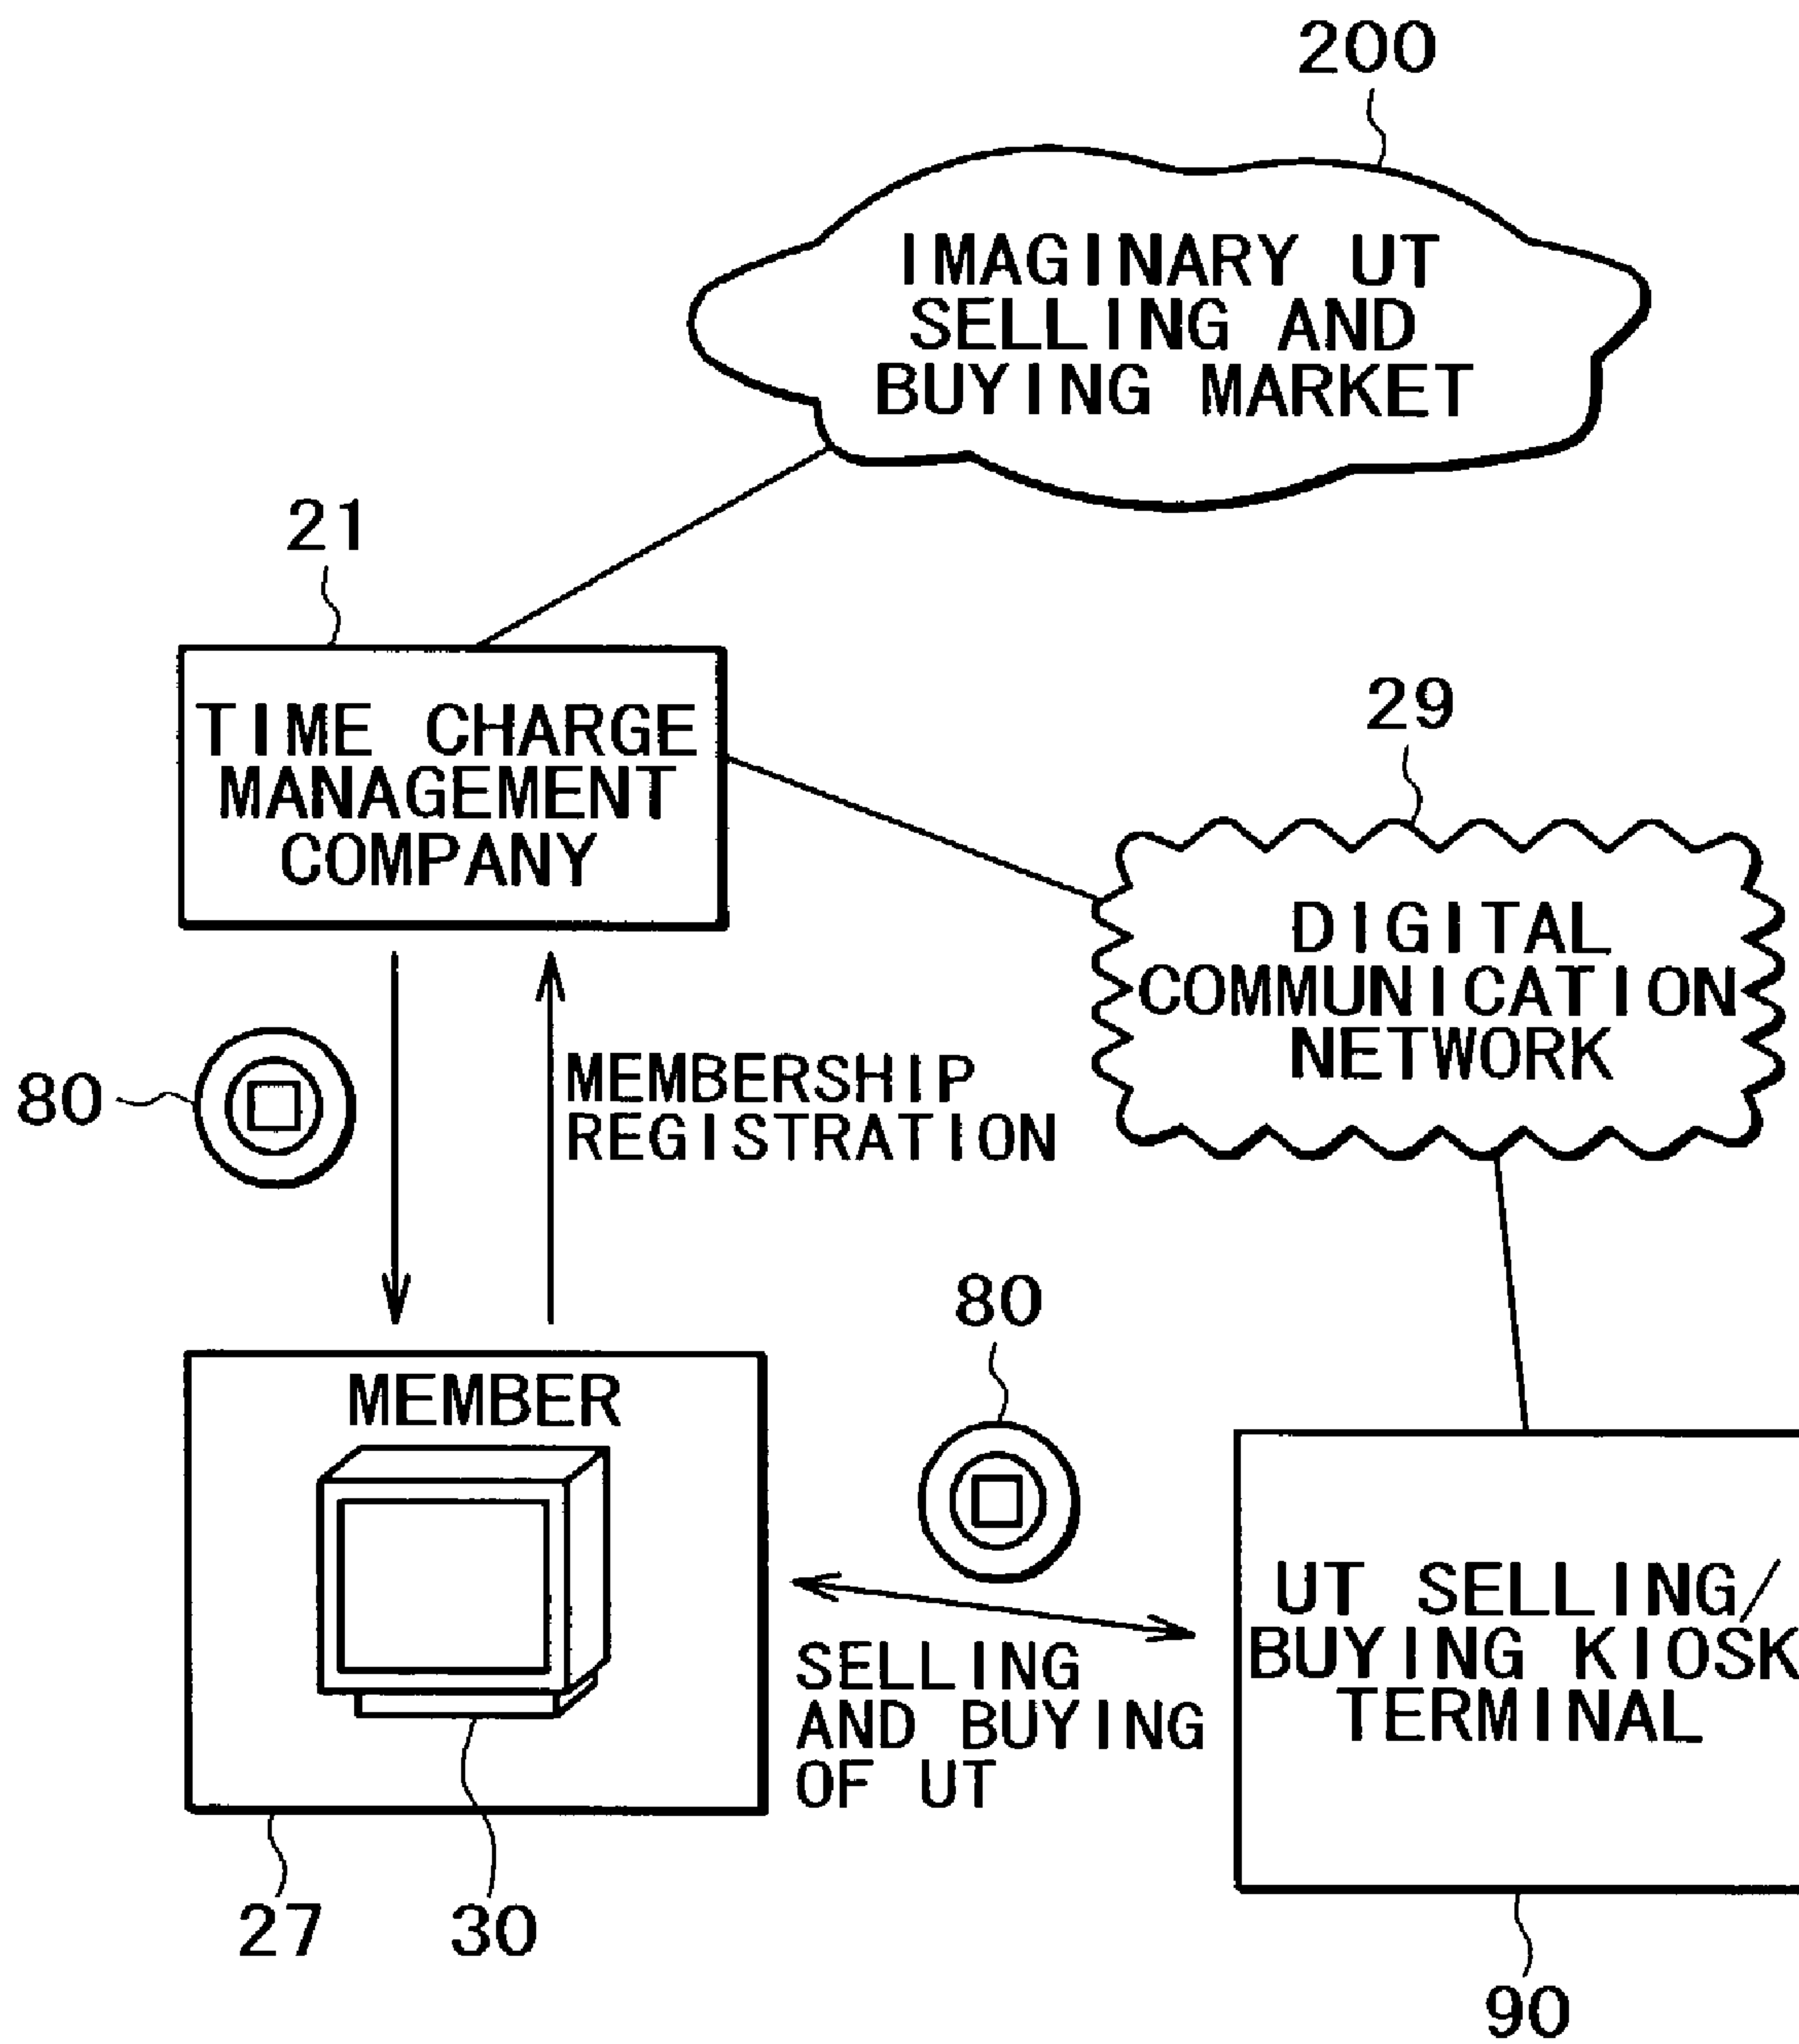 200
IMAGINARY UT
SELLING AND
BUYING MARKET
21
TIME CHARGE
MANAGEMENT
COMPANY
29
DIGITAL
COMMUNICATION
NETWORK
80
MEMBERSHIP
REGISTRATION
80
MEMBER
UT SELLING/
BUYING KIOSK
TERMINAL
SELLING
AND BUYING
OF UT
27
30
90